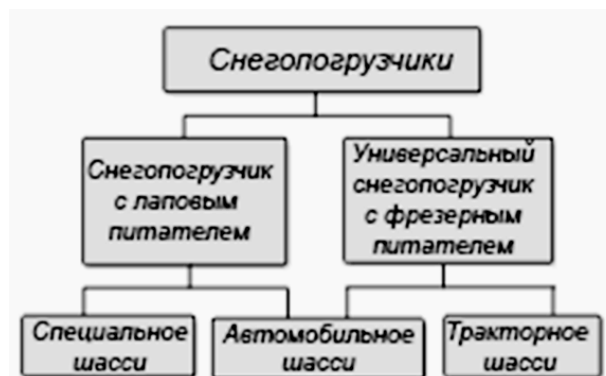 Снегопогрузчики
Снегопогрузчик
с лаповым
питателем
Универсальный
снегопогрузчик
с фрезерным
питателем
Специальное
шасси
Автомобильное
шасси
Тракторное
шасси